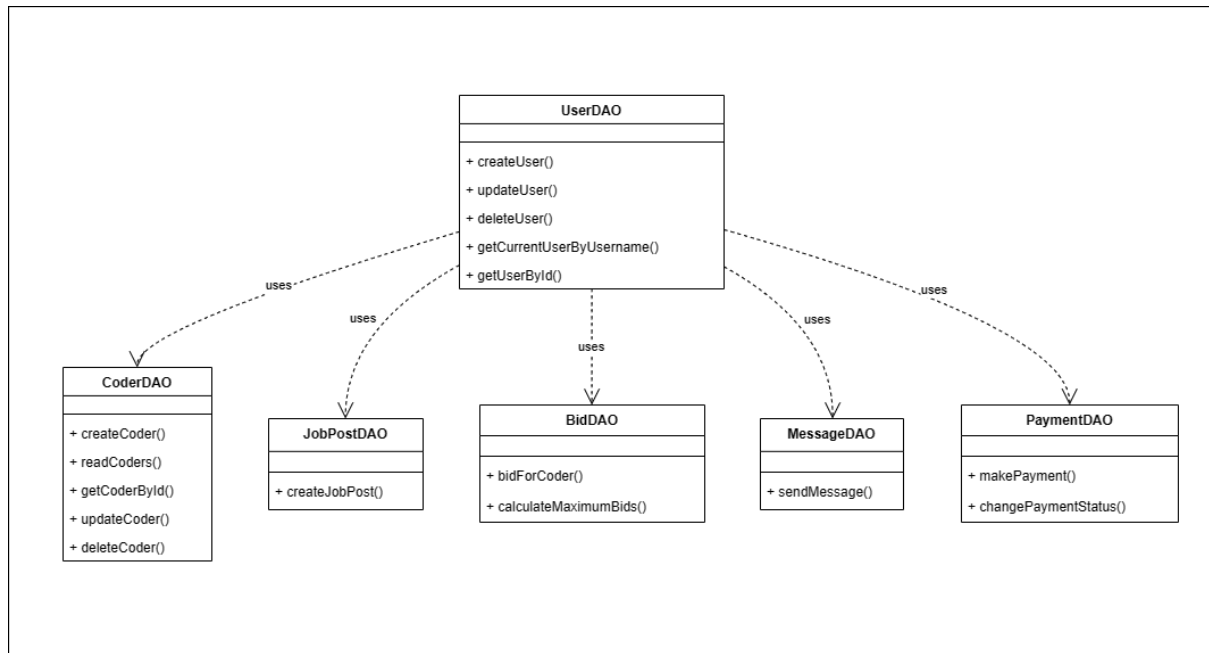 UserDAO
+ createUser()
+ updateUser()
+ deleteUser()
+ getCurrentUserByUsername()
+ getUserById()
uses
uses
uses
uses
uses
CoderDAO
+ createCoder()
+ readCoders()
+ getCoderById()
+ updateCoder()
+ deleteCoder()
JobPostDAO
+ createJobPost()
BidDAO
+ bidForCoder()
+ calculateMaximumBids()
MessageDAO
+ sendMessage()
PaymentDAO
+ makePayment()
+ changePaymentStatus()